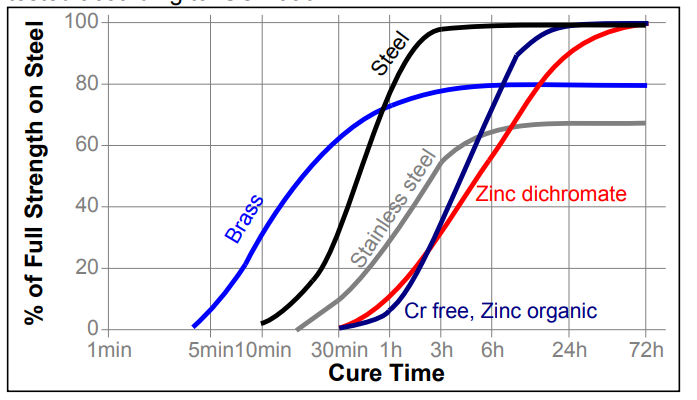 % of Full Strength on Steel
100
80
60
40
20
0
Steel
Brass
Stainless steel
Zinc dichromate
Cr free, Zinc organic
1min 5min 10min 30min 1h 3h 6h 24h 72h
Cure Time